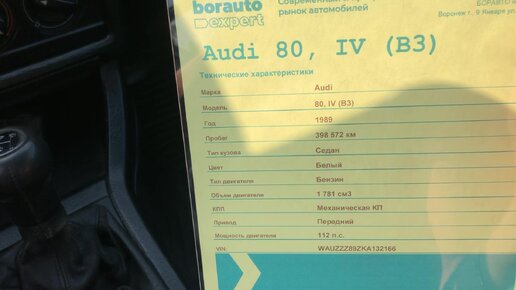 borauto
expert
рынок автомобилей
Воронеж г., 9 Января ул.
Audi 80, IV (B3)
Технические характеристики
Марка Audi
Модель 80, IV (B3)
Год 1989
Пробег 398 572 км
Тип кузова Седан
Цвет Белый
Тип двигателя Бензин
Объем двигателя 1 781 см3
КПП Механическая КП
Привод Передний
Мощность двигателя 112 л.с.
VIN: WAUZZZ89ZKA132166